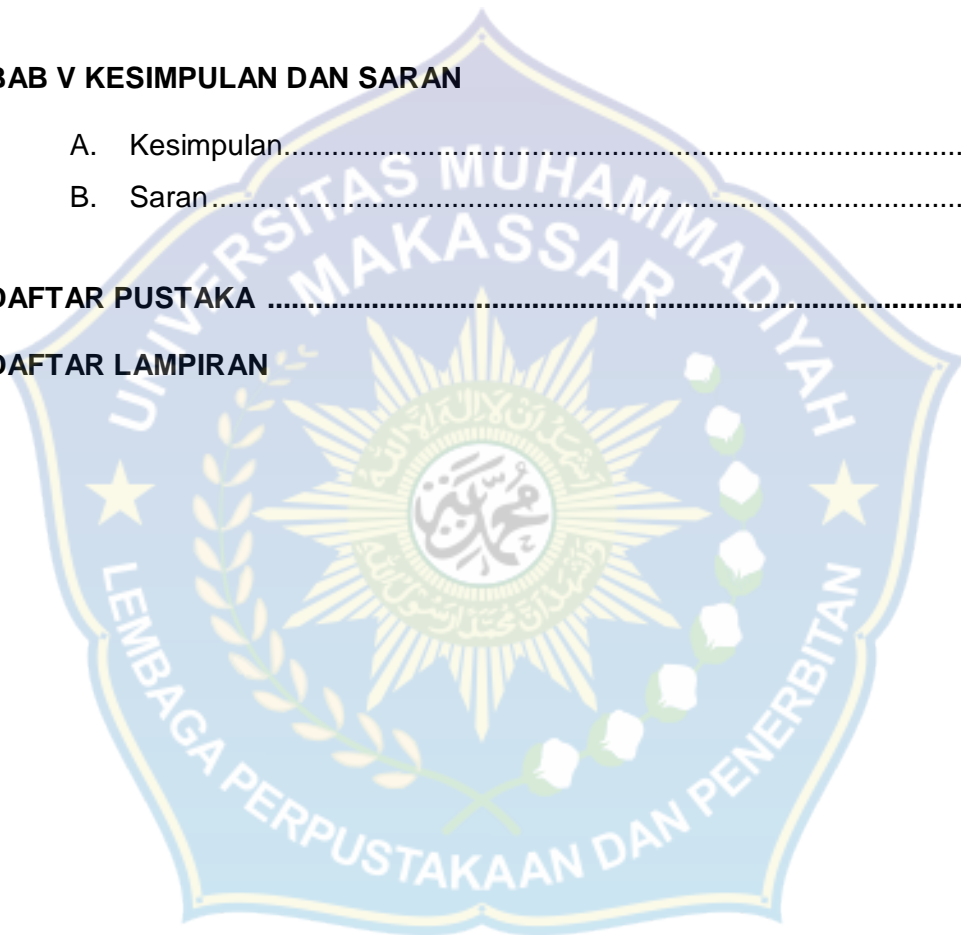 BAB V KESIMPULAN DAN SARAN
A. Kesimpulan..........................................................................................
B. Saran....................................................................................................
DAFTAR PUSTAKA .......................................................................................
DAFTAR LAMPIRAN
UNIVERSITAS MUHAMMADIYAH
MAKASSAR
LEMBAGA PERPUSTAKAAN DAN PENERBITAN